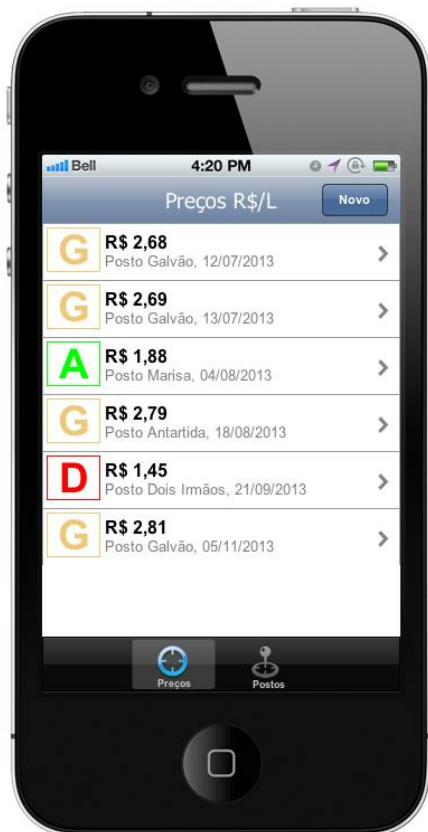 Bell 4:20 PM
Preços R$/L Novo
G R$ 2,68
Posto Galvão, 12/07/2013
G R$ 2,69
Posto Galvão, 13/07/2013
A R$ 1,88
Posto Marisa, 04/08/2013
G R$ 2,79
Posto Antartida, 18/08/2013
D R$ 1,45
Posto Dois Irmãos, 21/09/2013
G R$ 2,81
Posto Galvão, 05/11/2013
Preços Postos